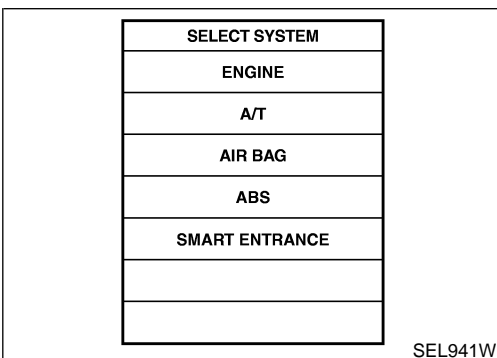 SELECT SYSTEM
ENGINE
A/T
AIR BAG
ABS
SMART ENTRANCE
SEL941W